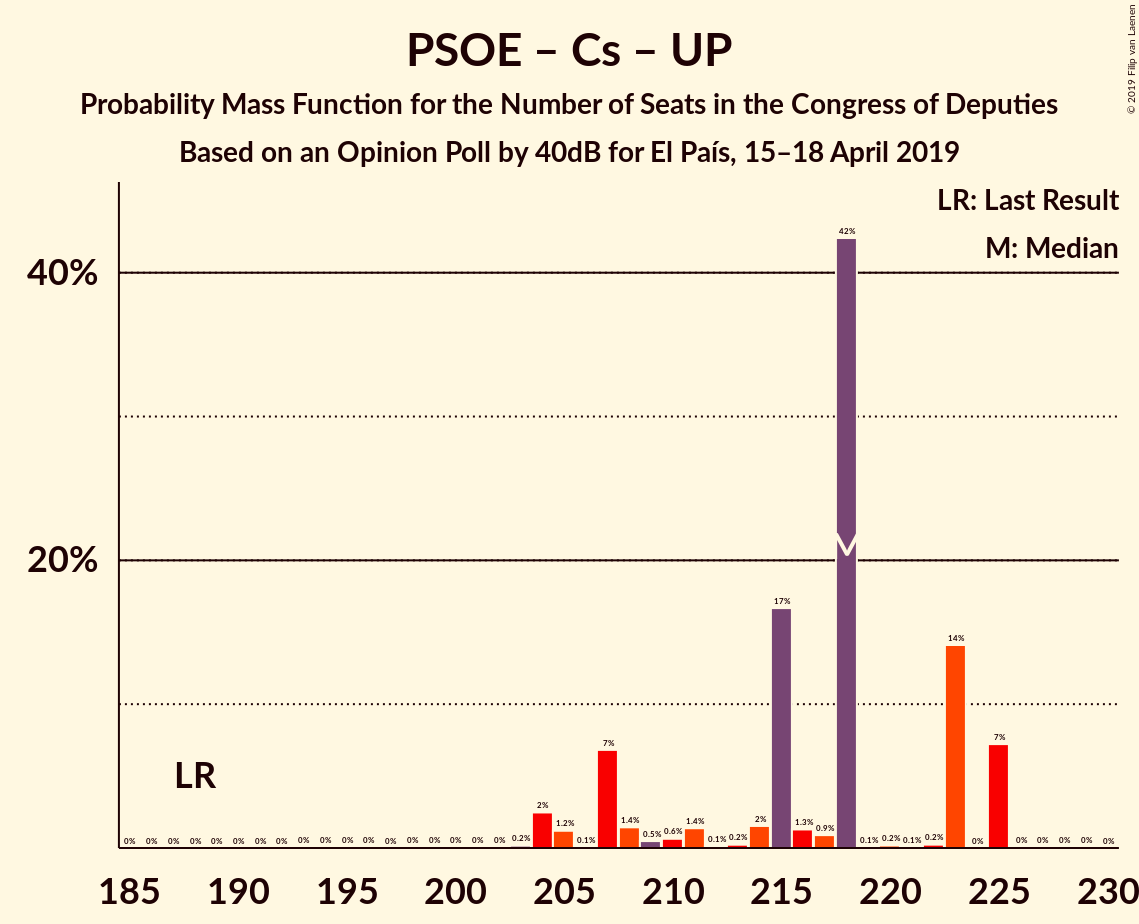 PSOE – Cs – UP
Probability Mass Function for the Number of Seats in the Congress of Deputies
Based on an Opinion Poll by 40dB for El País, 15–18 April 2019
© 2019 Filip van Laenen
LR: Last Result
M: Median
40%
20%
LR
0% 0% 0% 0% 0% 0% 0% 0% 0% 0% 0% 0% 0% 0% 0% 0% 0% 0% 0.2% 2% 1.2% 0.1% 7% 1.4% 0.5% 0.6% 1.4% 0.1% 0.2% 2% 17% 1.3% 0.9% 42% 0.1% 0.2% 0.1% 0.2% 14% 0% 7% 0% 0% 0% 0% 0%
185 190 195 200 205 210 215 220 225 230